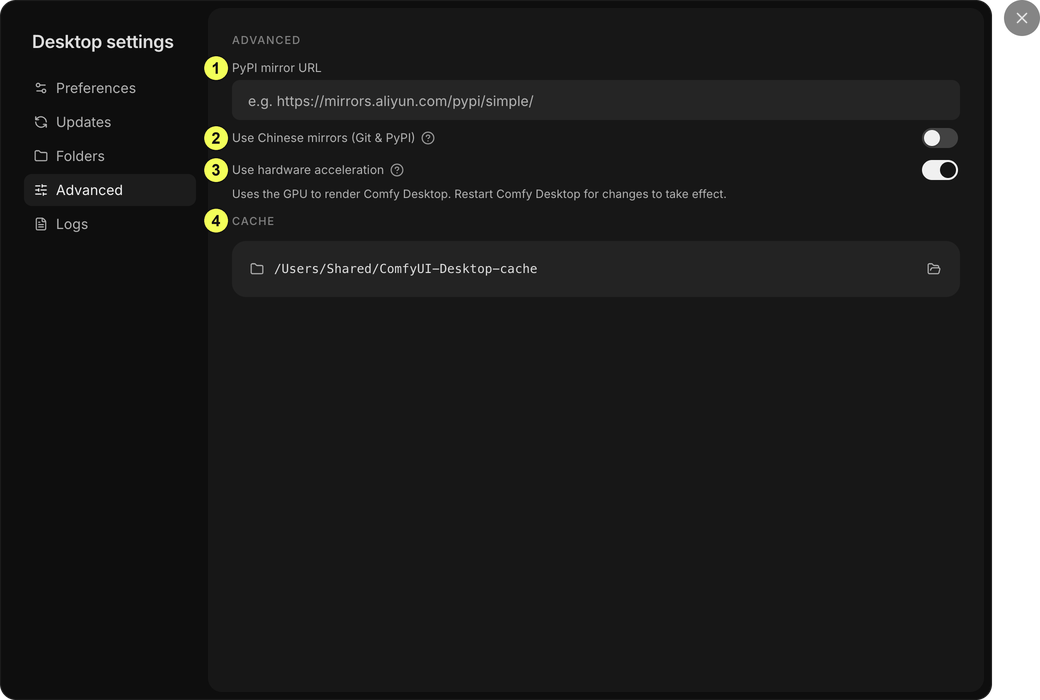 Desktop settings
Preferences
Updates
Folders
Advanced
Logs
ADVANCED
1 PyPI mirror URL
e.g. https://mirrors.aliyun.com/pypi/simple/
2 Use Chinese mirrors (Git & PyPI) ?
3 Use hardware acceleration ?
Uses the GPU to render Comfy Desktop. Restart Comfy Desktop for changes to take effect.
4 CACHE
/Users/Shared/ComfyUI-Desktop-cache